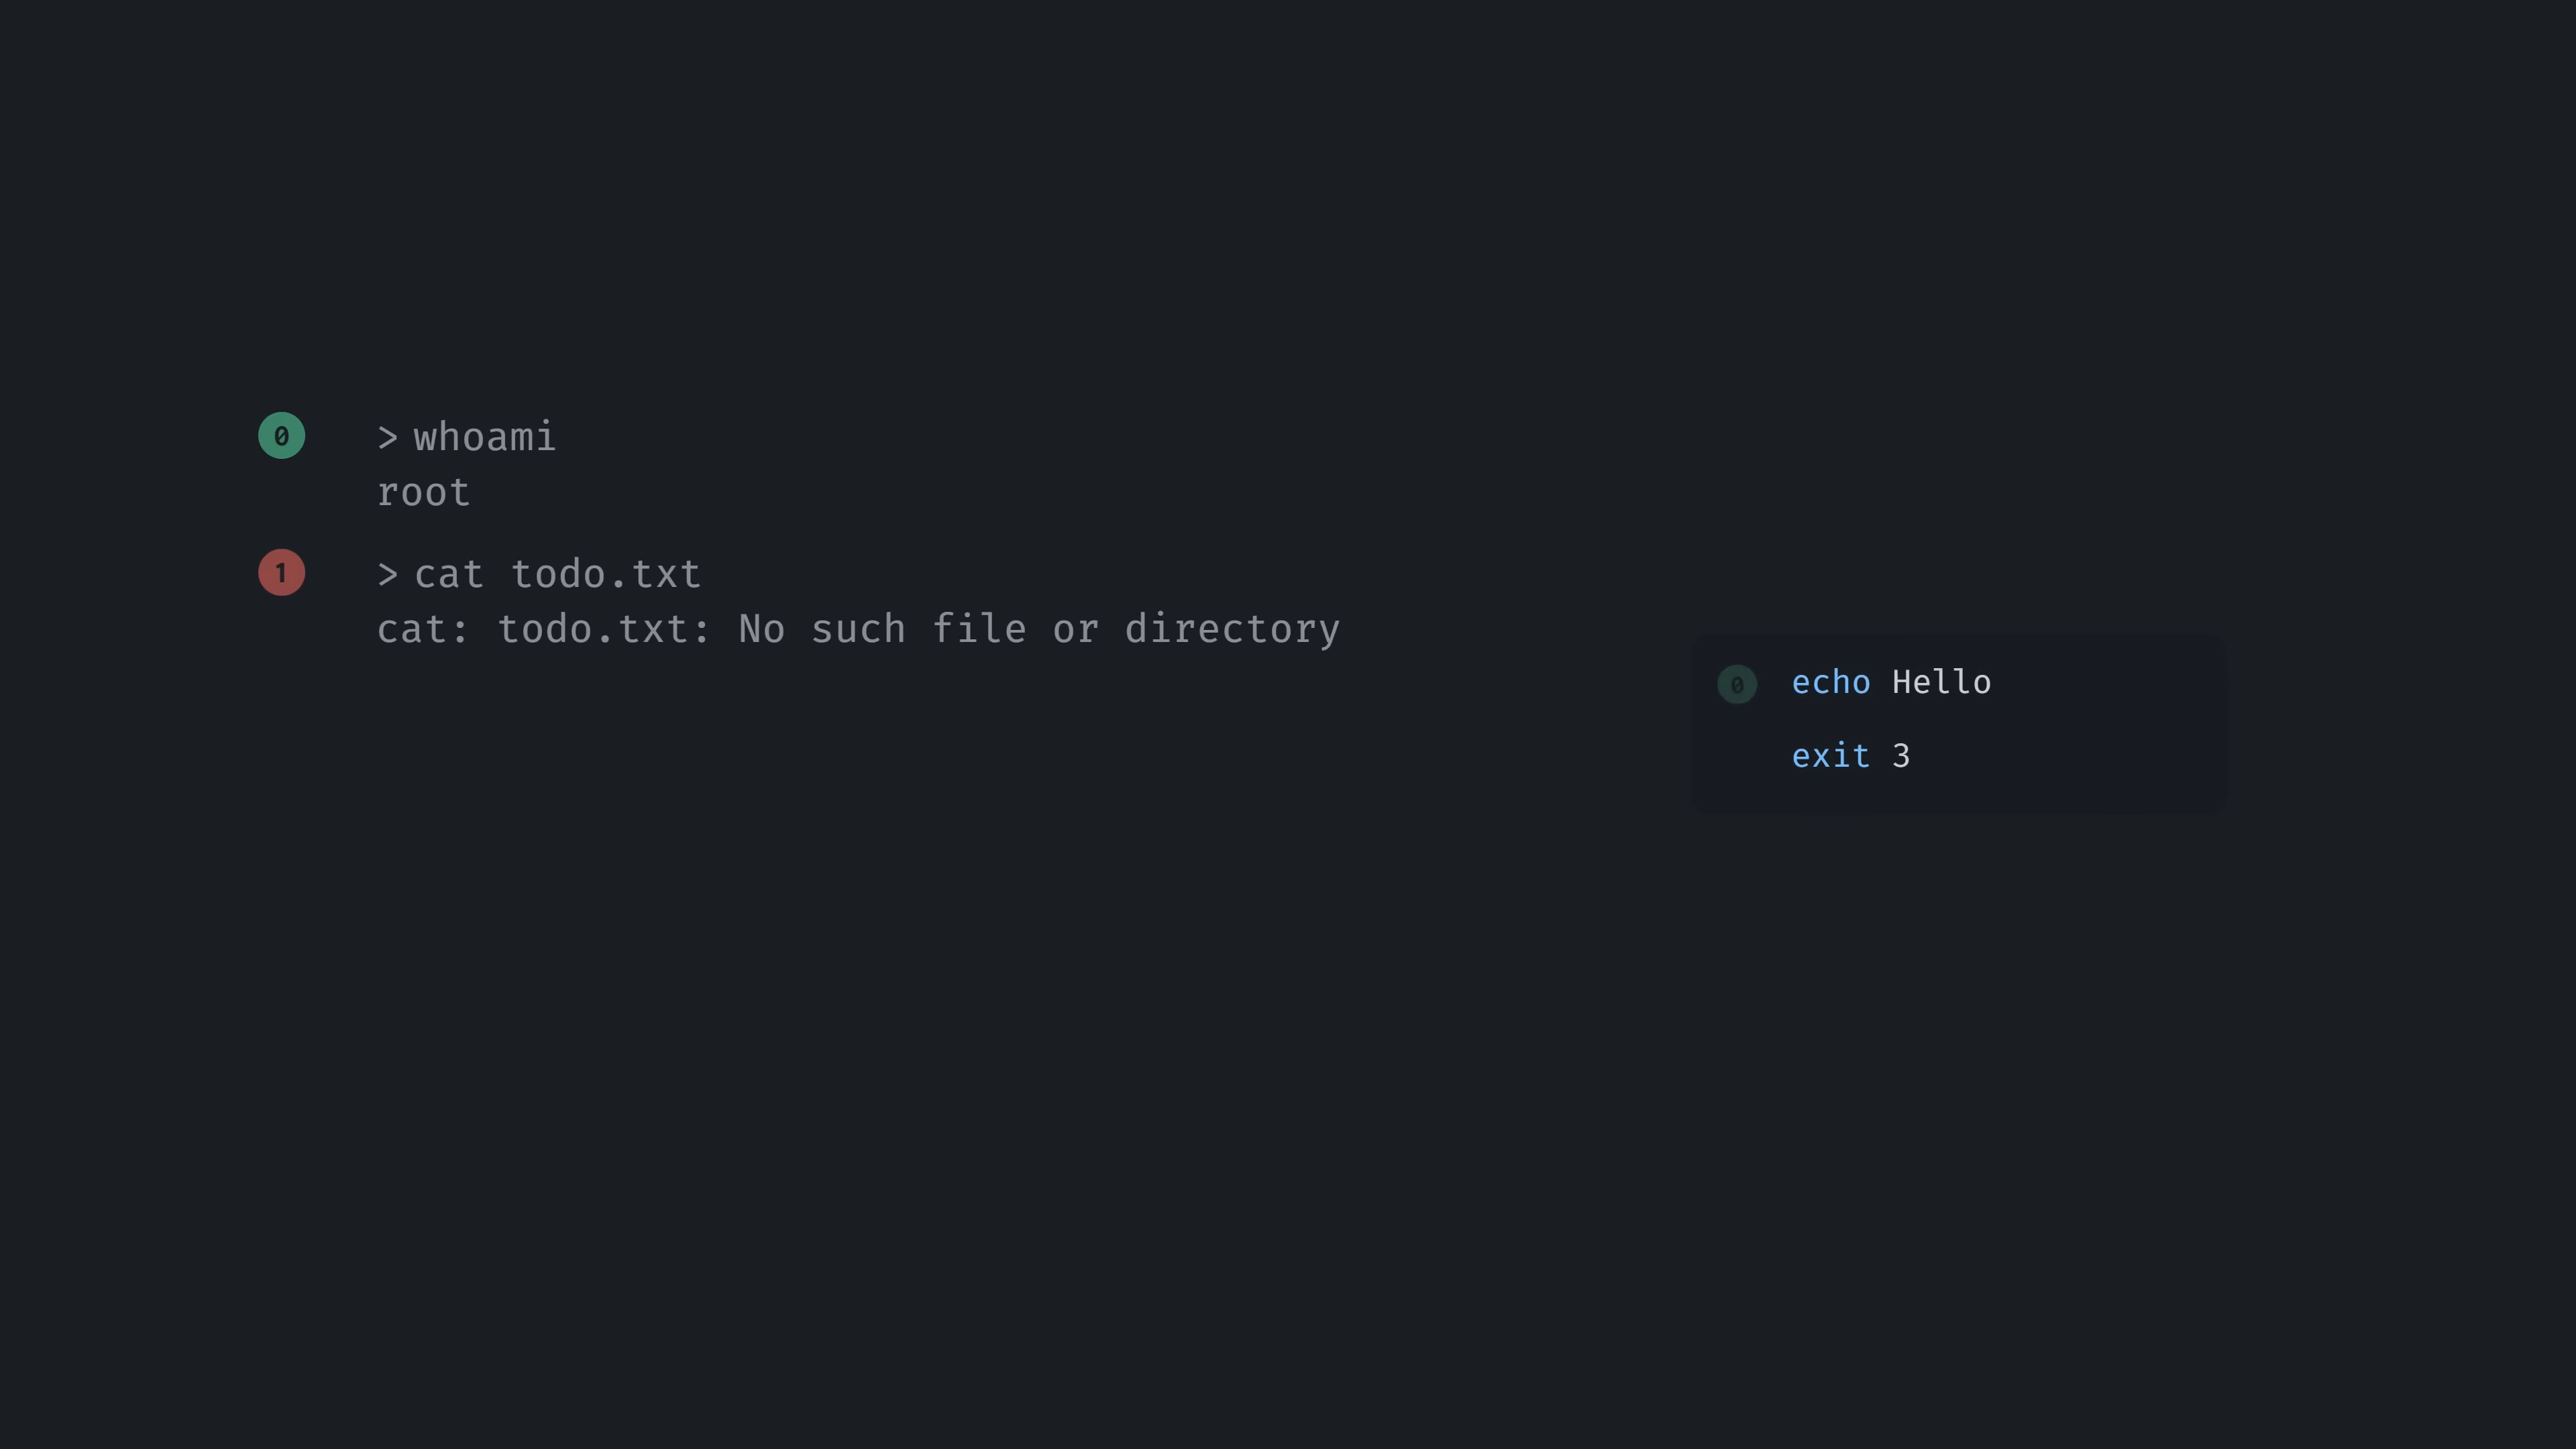 0 > whoami
root
1 > cat todo.txt
cat: todo.txt: No such file or directory
0 echo Hello
exit 3